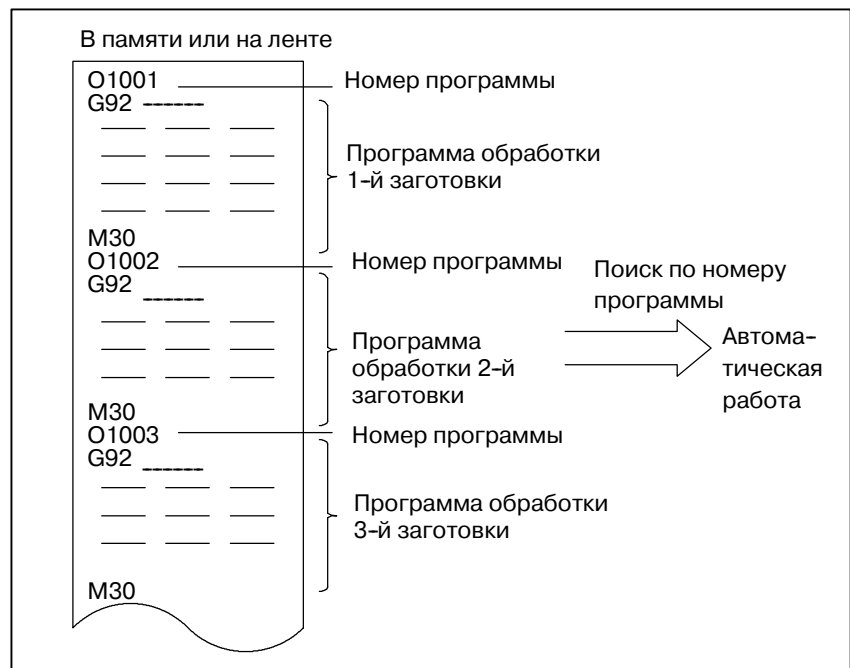 В памяти или на ленте
O1001
Номер программы
G92
Программа обработки
1-й заготовки
M30
O1002
Номер программы
G92
Поиск по номеру
программы
Программа
обработки 2-й
заготовки
Автома-
тическая
работа
M30
O1003
Номер программы
G92
Программа обработки
3-й заготовки
M30